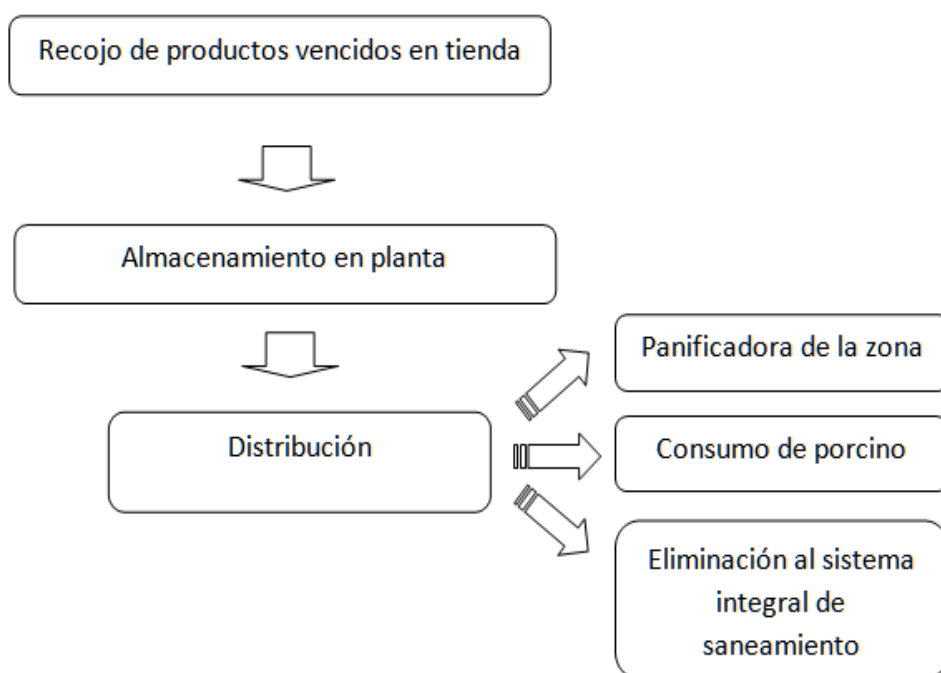 Recojo de productos vencidos en tienda
Almacenamiento en planta
Distribución
Panificadora de la zona
Consumo de porcino
Eliminación al sistema
integral de
saneamiento